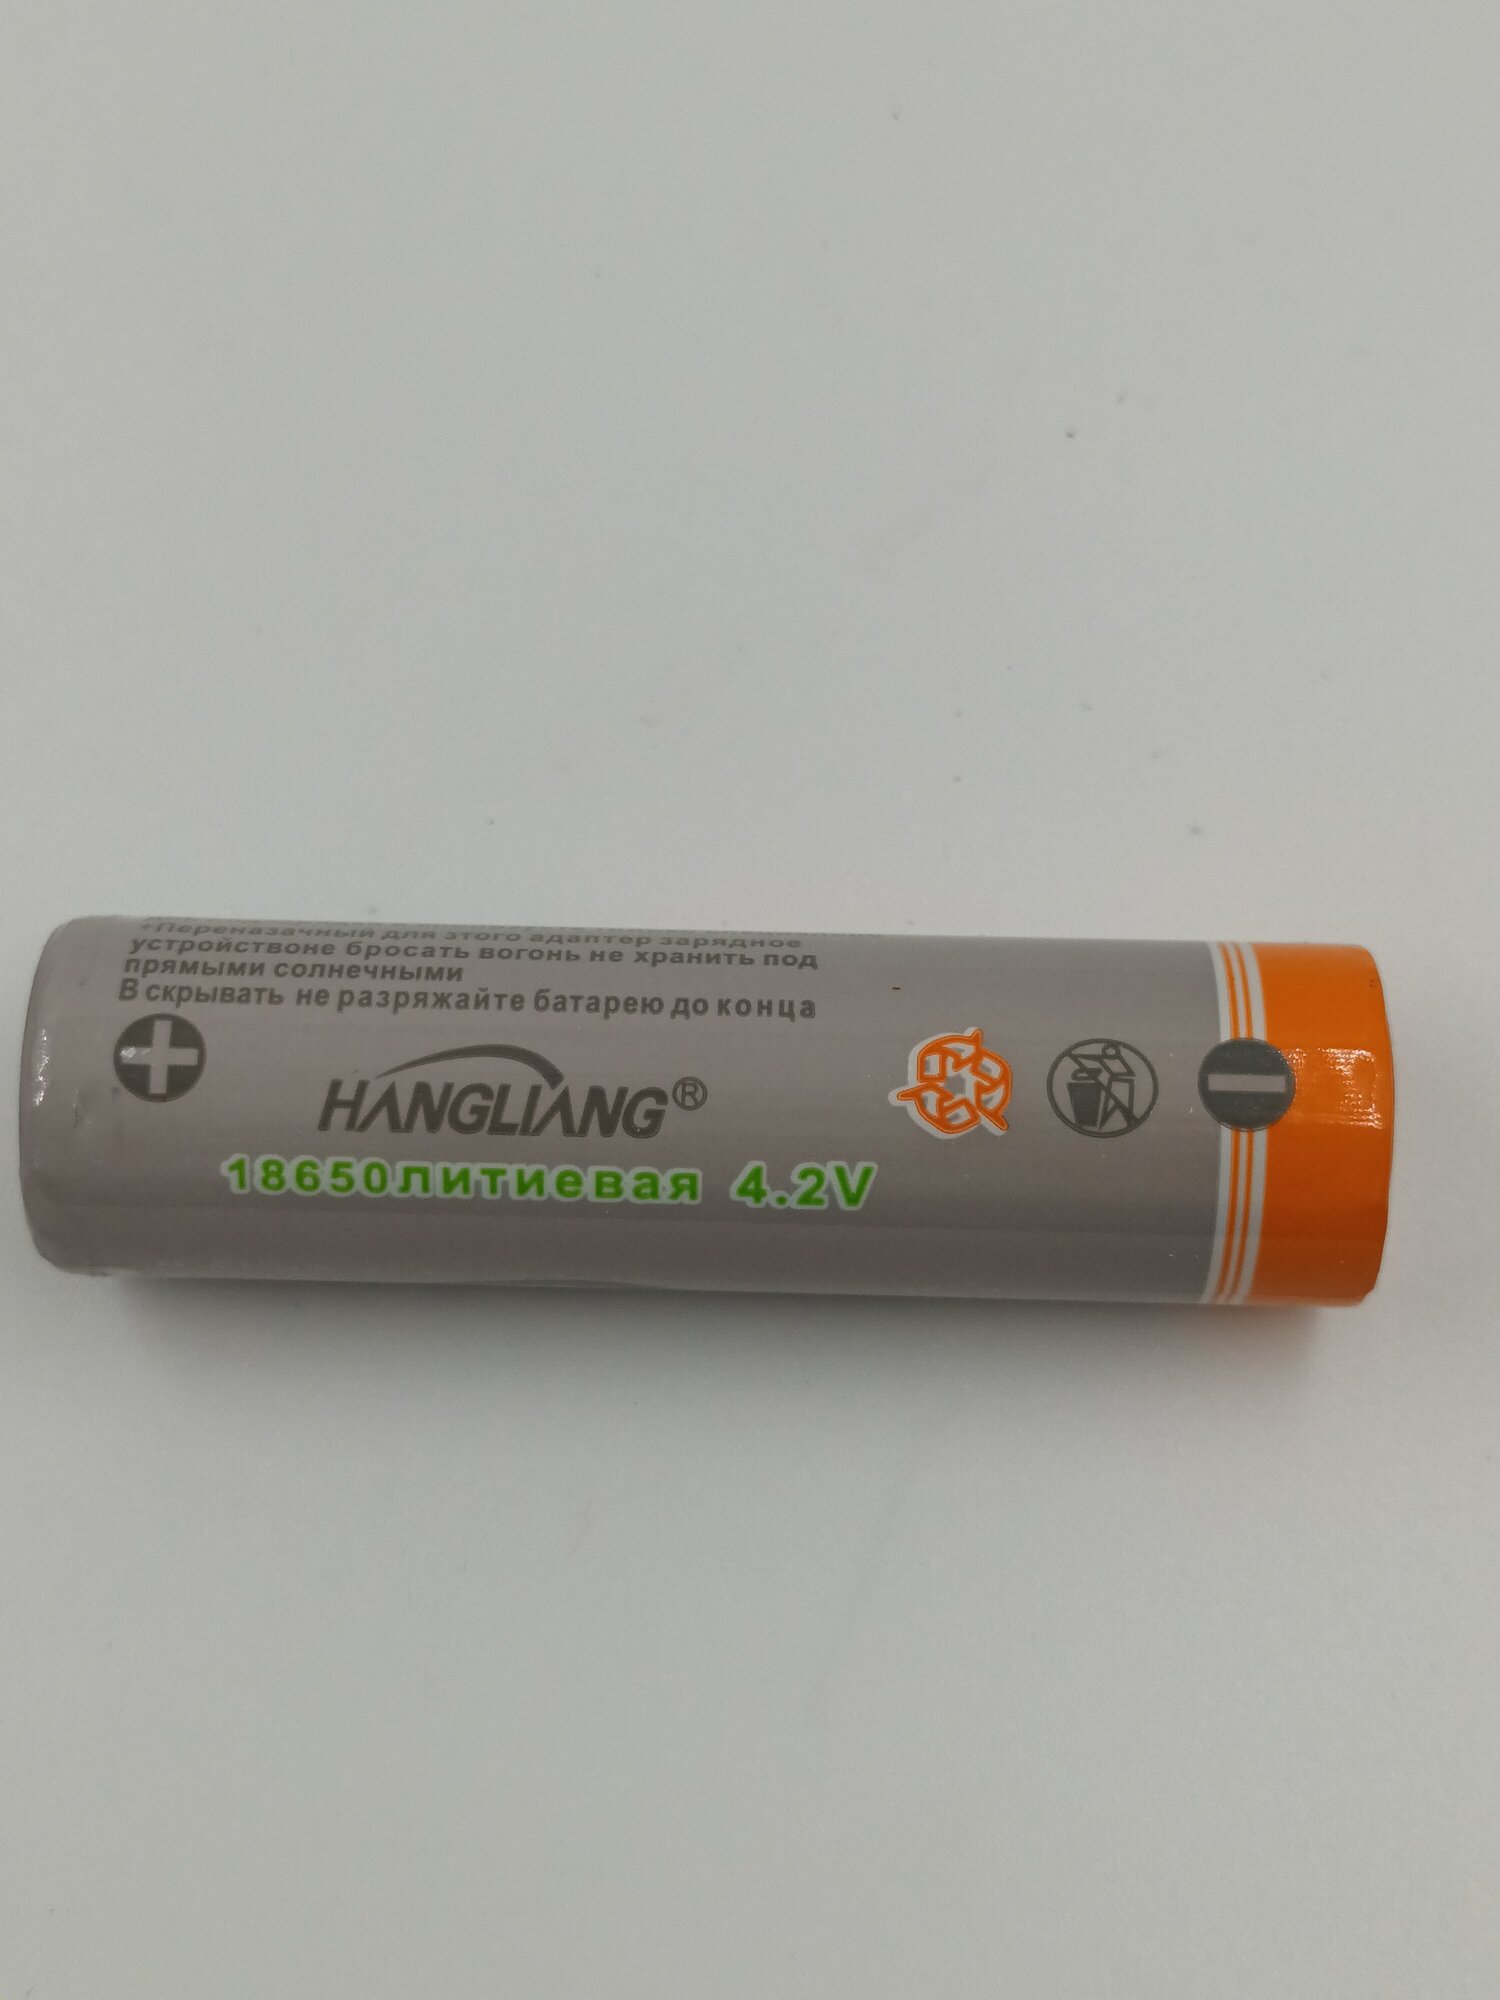 +Переназачный для этого адаптер зарядное
устройствоне бросать вогонь не хранить под
прямыми солнечными
В скрывать не разряжайте батарею до конца
HANGLIANG®
18650литиевая 4.2V